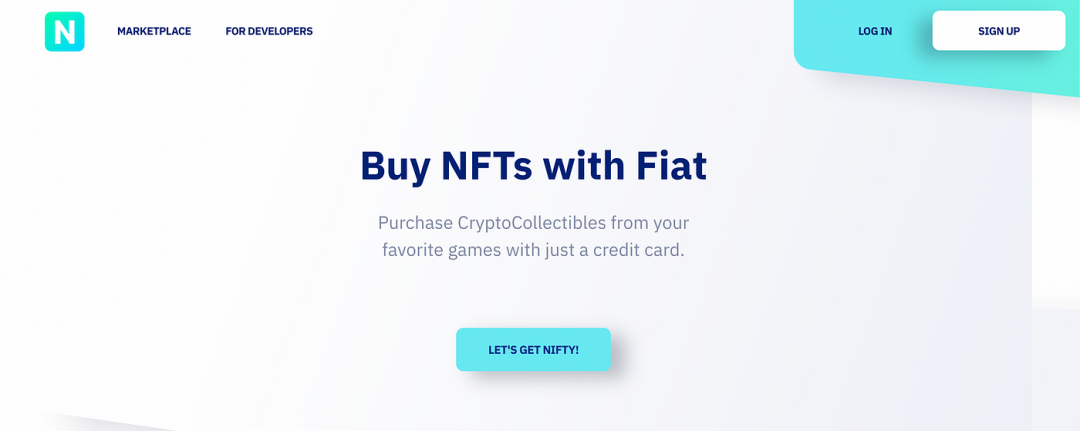 N
MARKETPLACE
FOR DEVELOPERS
LOG IN
SIGN UP
Buy NFTs with Fiat
Purchase CryptoCollectibles from your
favorite games with just a credit card.
LET'S GET NIFTY!